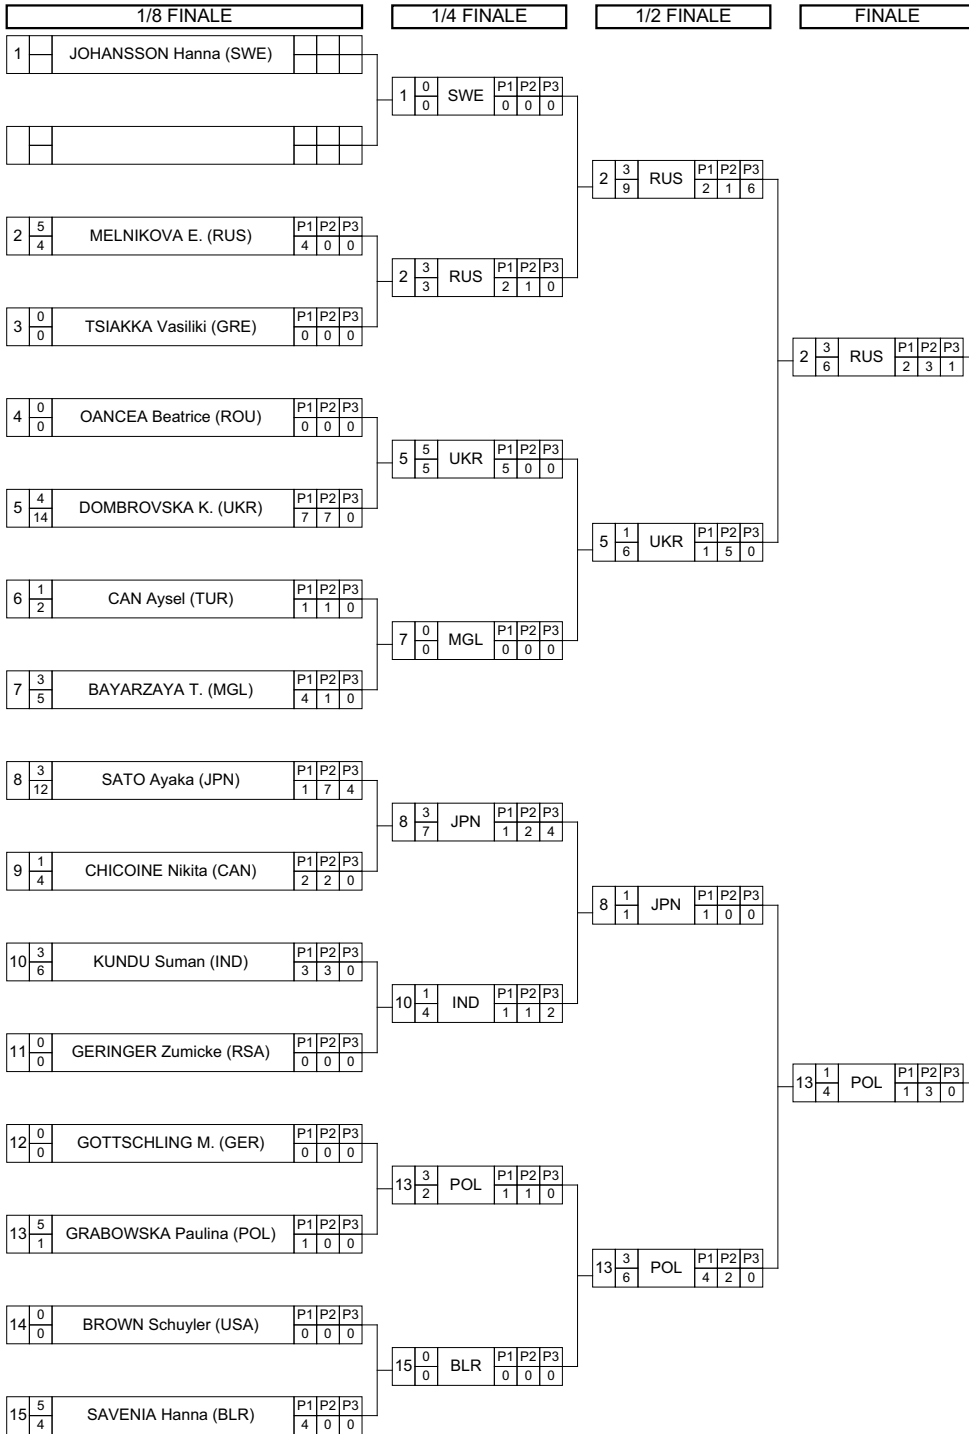 1/8 FINALE 1/4 FINALE 1/2 FINALE FINALE
1 JOHANSSON Hanna (SWE)
1 0 0 SWE P1 P2 P3 0 0 0
2 3 9 RUS P1 P2 P3 2 1 6
2 5 4 MELNIKOVA E. (RUS) P1 P2 P3 4 0 0
2 3 3 RUS P1 P2 P3 2 1 0
3 0 0 TSIAKKA Vasiliki (GRE) P1 P2 P3 0 0 0
2 3 6 RUS P1 P2 P3 2 3 1
4 0 0 OANCEA Beatrice (ROU) P1 P2 P3 0 0 0
5 5 5 UKR P1 P2 P3 5 0 0
5 4 14 DOMBROVSKA K. (UKR) P1 P2 P3 7 7 0
5 1 6 UKR P1 P2 P3 1 5 0
6 1 2 CAN Aysel (TUR) P1 P2 P3 1 1 0
7 0 0 MGL P1 P2 P3 0 0 0
7 3 5 BAYARZAYA T. (MGL) P1 P2 P3 4 1 0
8 3 12 SATO Ayaka (JPN) P1 P2 P3 1 7 4
8 3 7 JPN P1 P2 P3 1 2 4
9 1 4 CHICOINE Nikita (CAN) P1 P2 P3 2 2 0
8 1 1 JPN P1 P2 P3 1 0 0
10 3 6 KUNDU Suman (IND) P1 P2 P3 3 3 0
10 1 4 IND P1 P2 P3 1 1 2
11 0 0 GERINGER Zumicke (RSA) P1 P2 P3 0 0 0
13 1 4 POL P1 P2 P3 1 3 0
12 0 0 GOTTSCHLING M. (GER) P1 P2 P3 0 0 0
13 3 2 POL P1 P2 P3 1 1 0
13 5 1 GRABOWSKA Paulina (POL) P1 P2 P3 1 0 0
13 3 6 POL P1 P2 P3 4 2 0
14 0 0 BROWN Schuyler (USA) P1 P2 P3 0 0 0
15 0 0 BLR P1 P2 P3 0 0 0
15 5 4 SAVENIA Hanna (BLR) P1 P2 P3 4 0 0